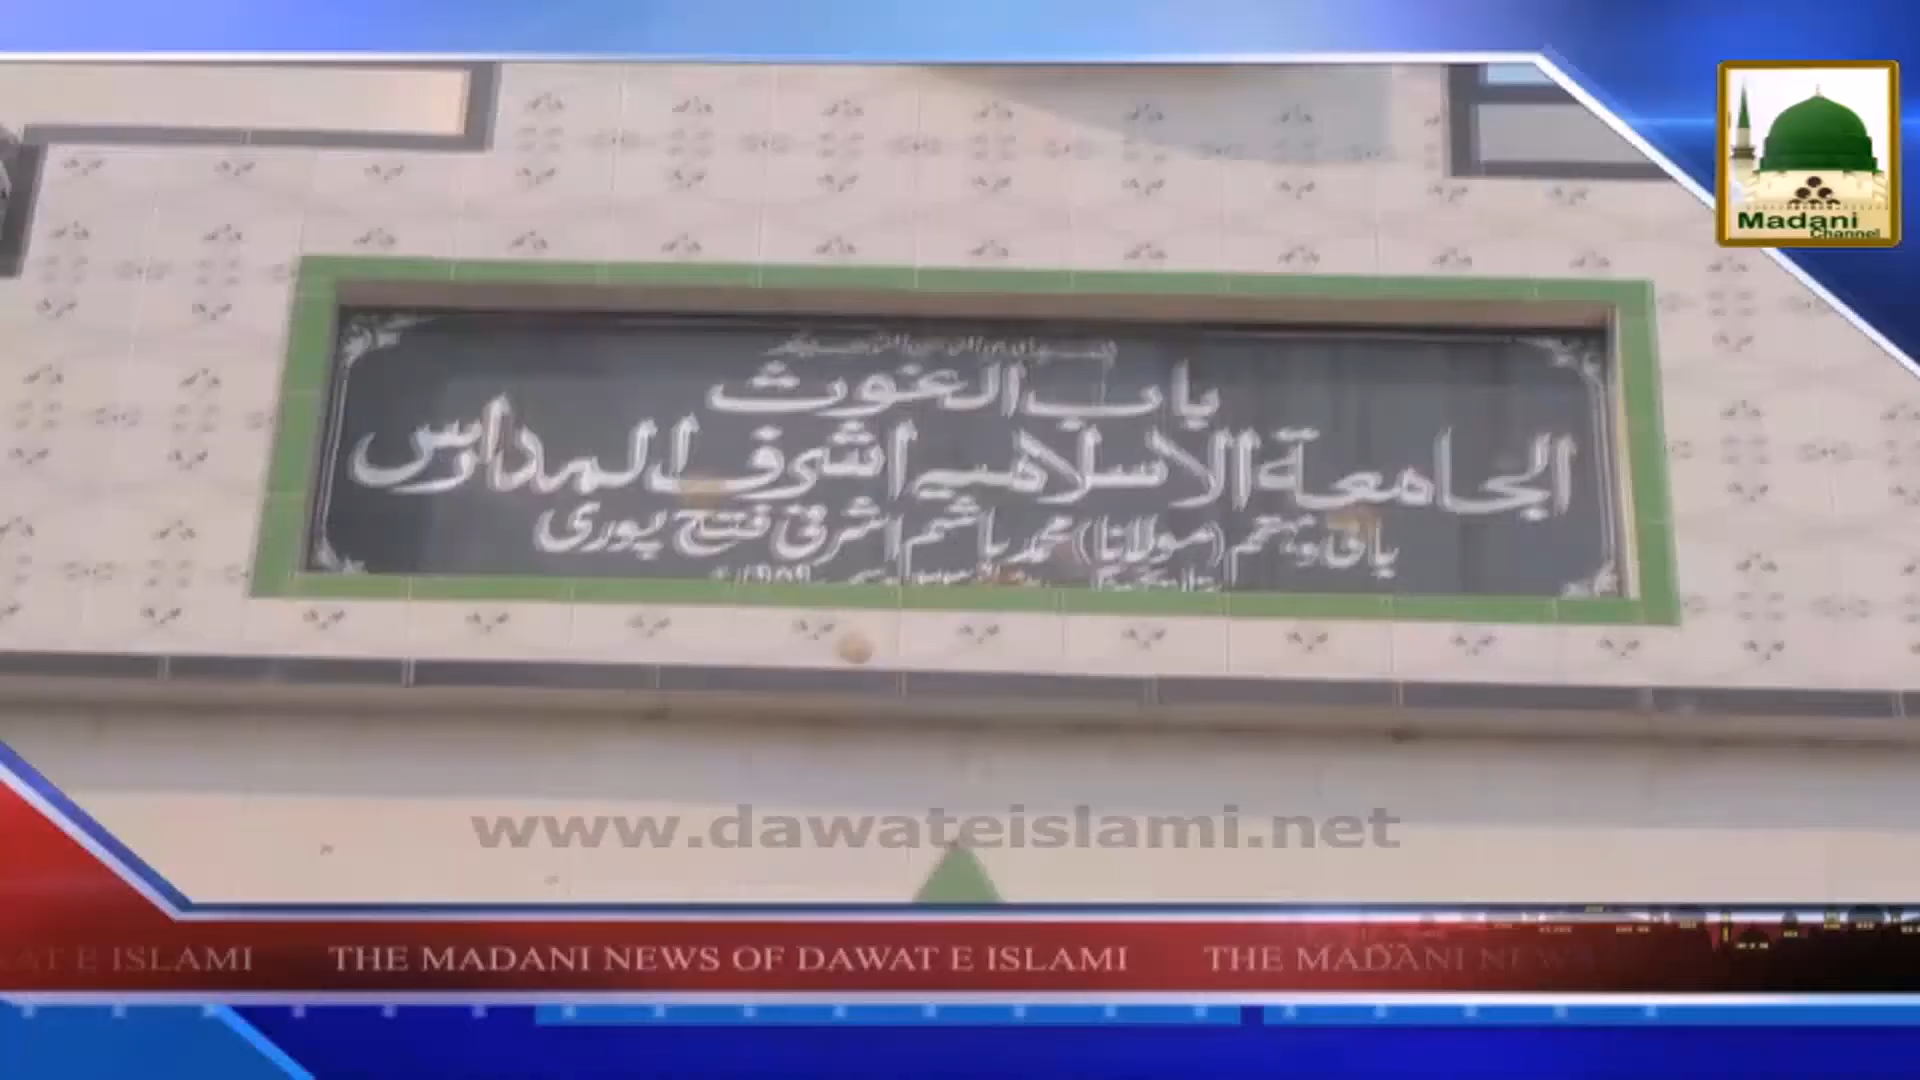 Madani
Channel
باب الغوث
الجامعة الاسلامیہ اشرف المدارس
بانی و مہتمم (مولانا) محمد ہاشم اشرفی فتح پوری
www.dawateislami.net
AT E ISLAMI THE MADANI NEWS OF DAWAT E ISLAMI THE MADANI NEWS